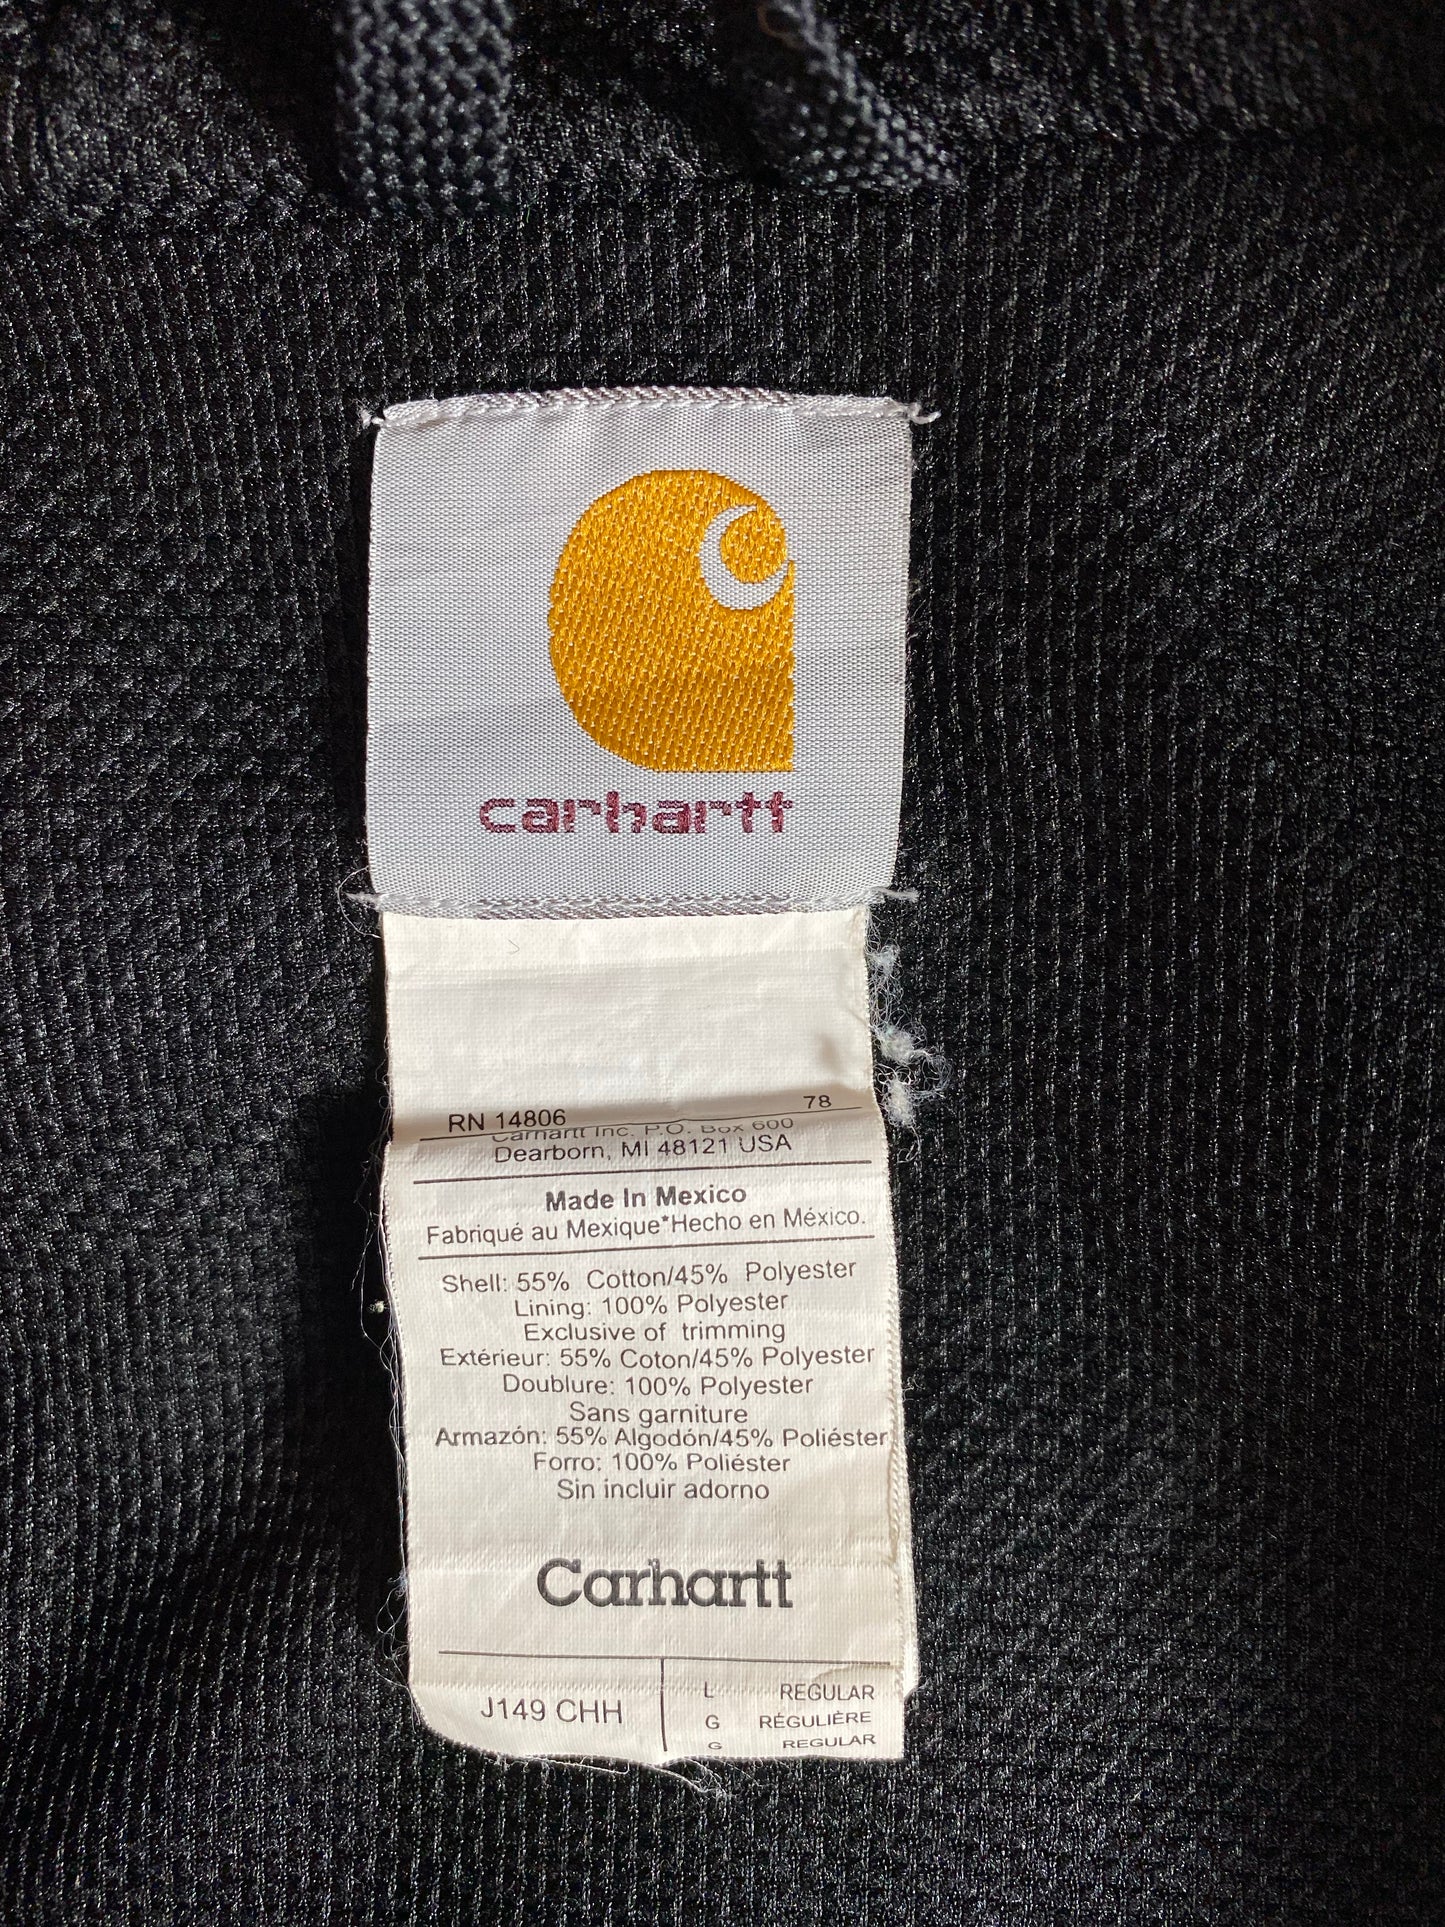 carhartt
RN 14806 78
Carhartt Inc. P.O. Box 600
Dearborn, MI 48121 USA
Made In Mexico
Fabriqué au Mexique*Hecho en México.
Shell: 55% Cotton/45% Polyester
Lining: 100% Polyester
Exclusive of trimming
Extérieur: 55% Coton/45% Polyester
Doublure: 100% Polyester
Sans garniture
Armazón: 55% Algodón/45% Poliéster
Forro: 100% Poliéster
Sin incluir adorno
Carhartt
J149 CHH
L REGULAR
G RÉGULIÈRE
G REGULAR